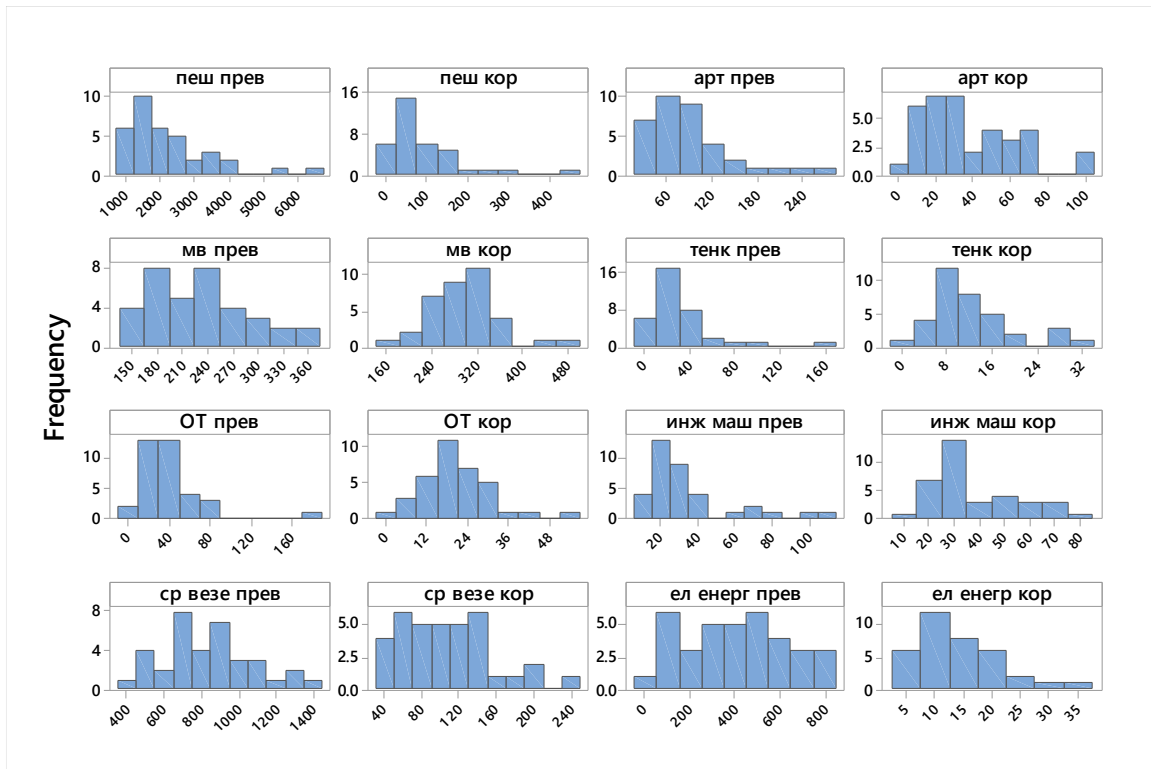 Frequency
пеш прев пеш кор арт прев арт кор
10 5 0 16 8 0 10 5 0 5.0 2.5 0.0
1000 2000 3000 4000 5000 6000 0 100 200 300 400 60 120 180 240 0 20 40 60 80 100
мв прев мв кор тенк прев тенк кор
8 4 0 10 5 0 16 8 0 10 5 0
150 180 210 240 270 300 330 360 160 240 320 400 480 0 40 80 120 160 0 8 16 24 32
ОТ прев ОТ кор инж маш прев инж маш кор
10 5 0 10 5 0 10 5 0 10 5 0
0 40 80 120 160 0 12 24 36 48 20 40 60 80 100 10 20 30 40 50 60 70 80
ср везе прев ср везе кор ел енерг прев ел енегр кор
8 4 0 5.0 2.5 0.0 5.0 2.5 0.0 10 5 0
400 600 800 1000 1200 1400 40 80 120 160 200 240 0 200 400 600 800 5 10 15 20 25 30 35